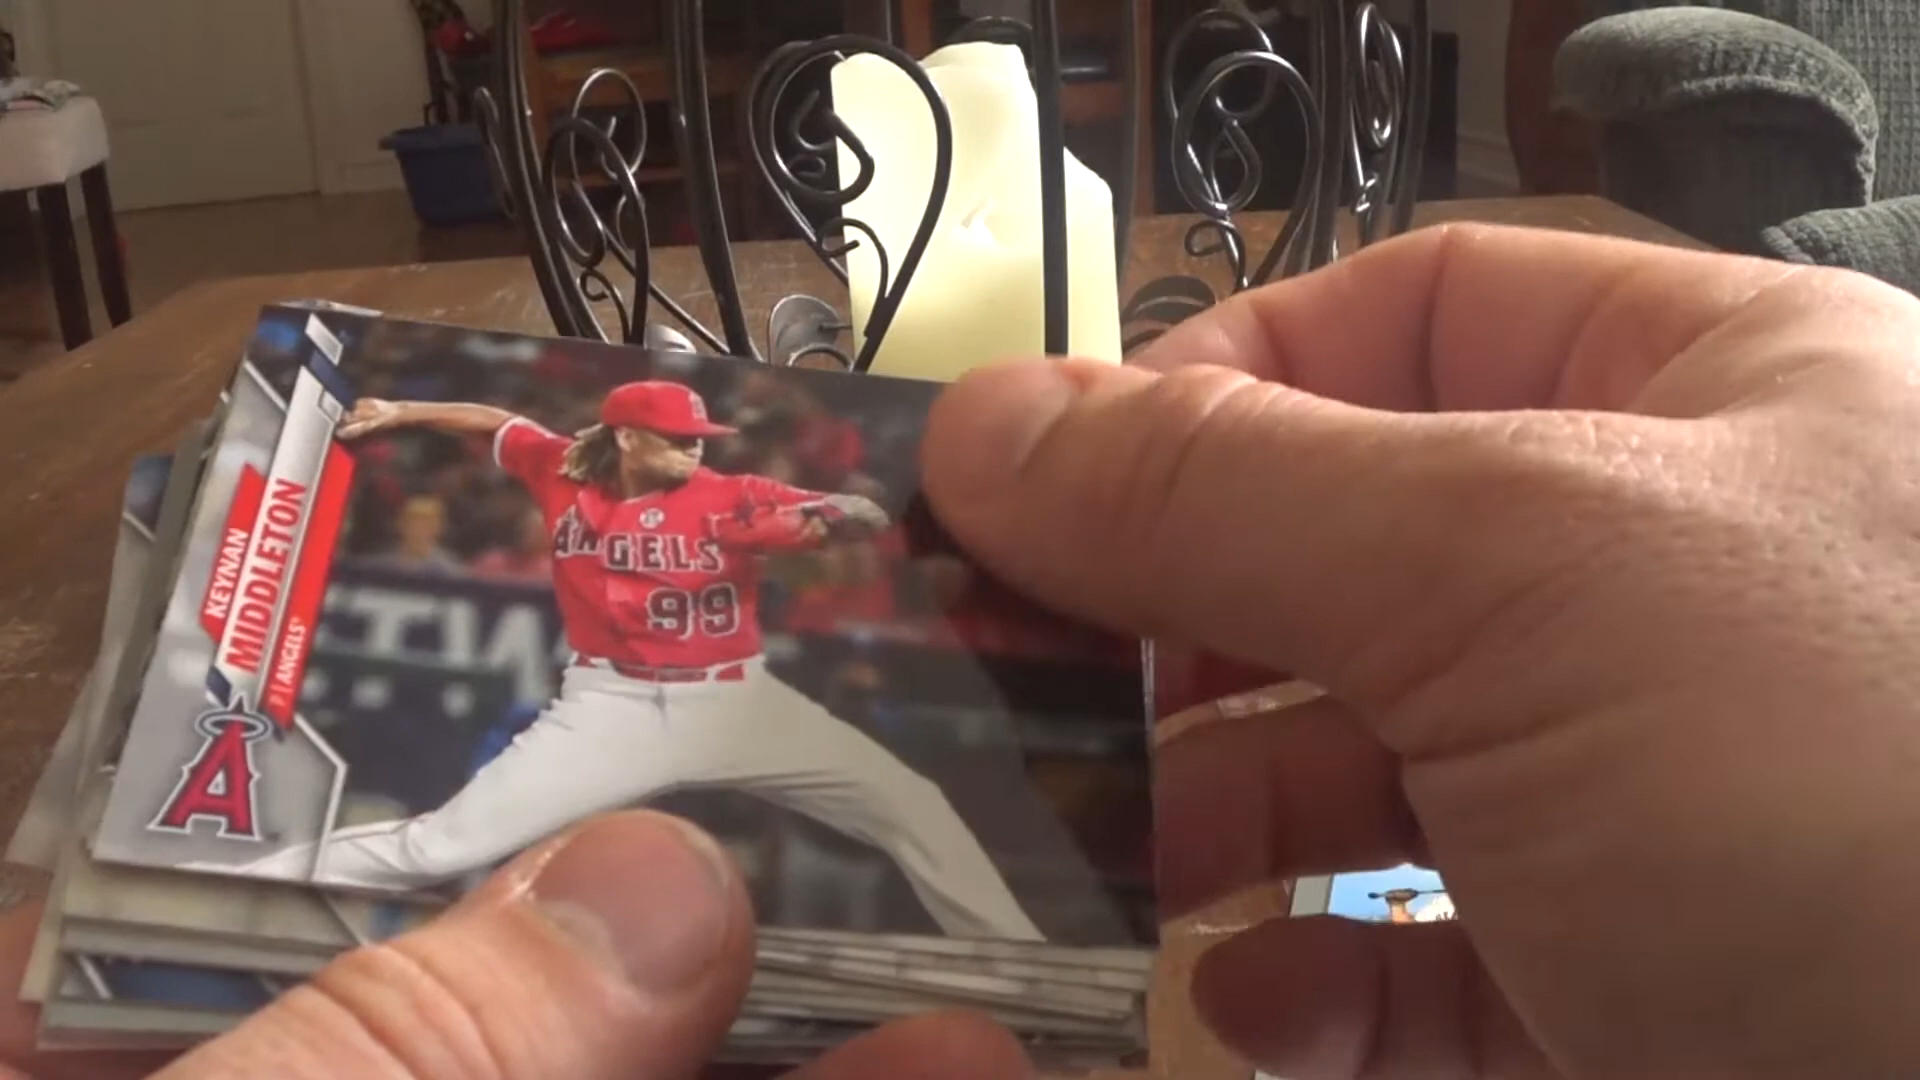 KEYNAN
MIDDLETON
P | ANGELS®
A
ANGELS
99